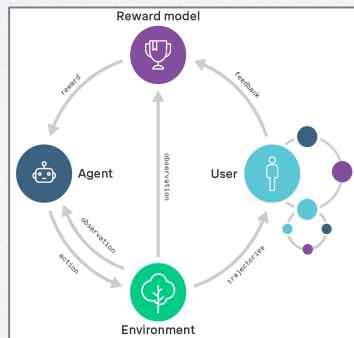 Reward model
reward
feedback
observation
Agent
User
observation
action
trajectories
Environment